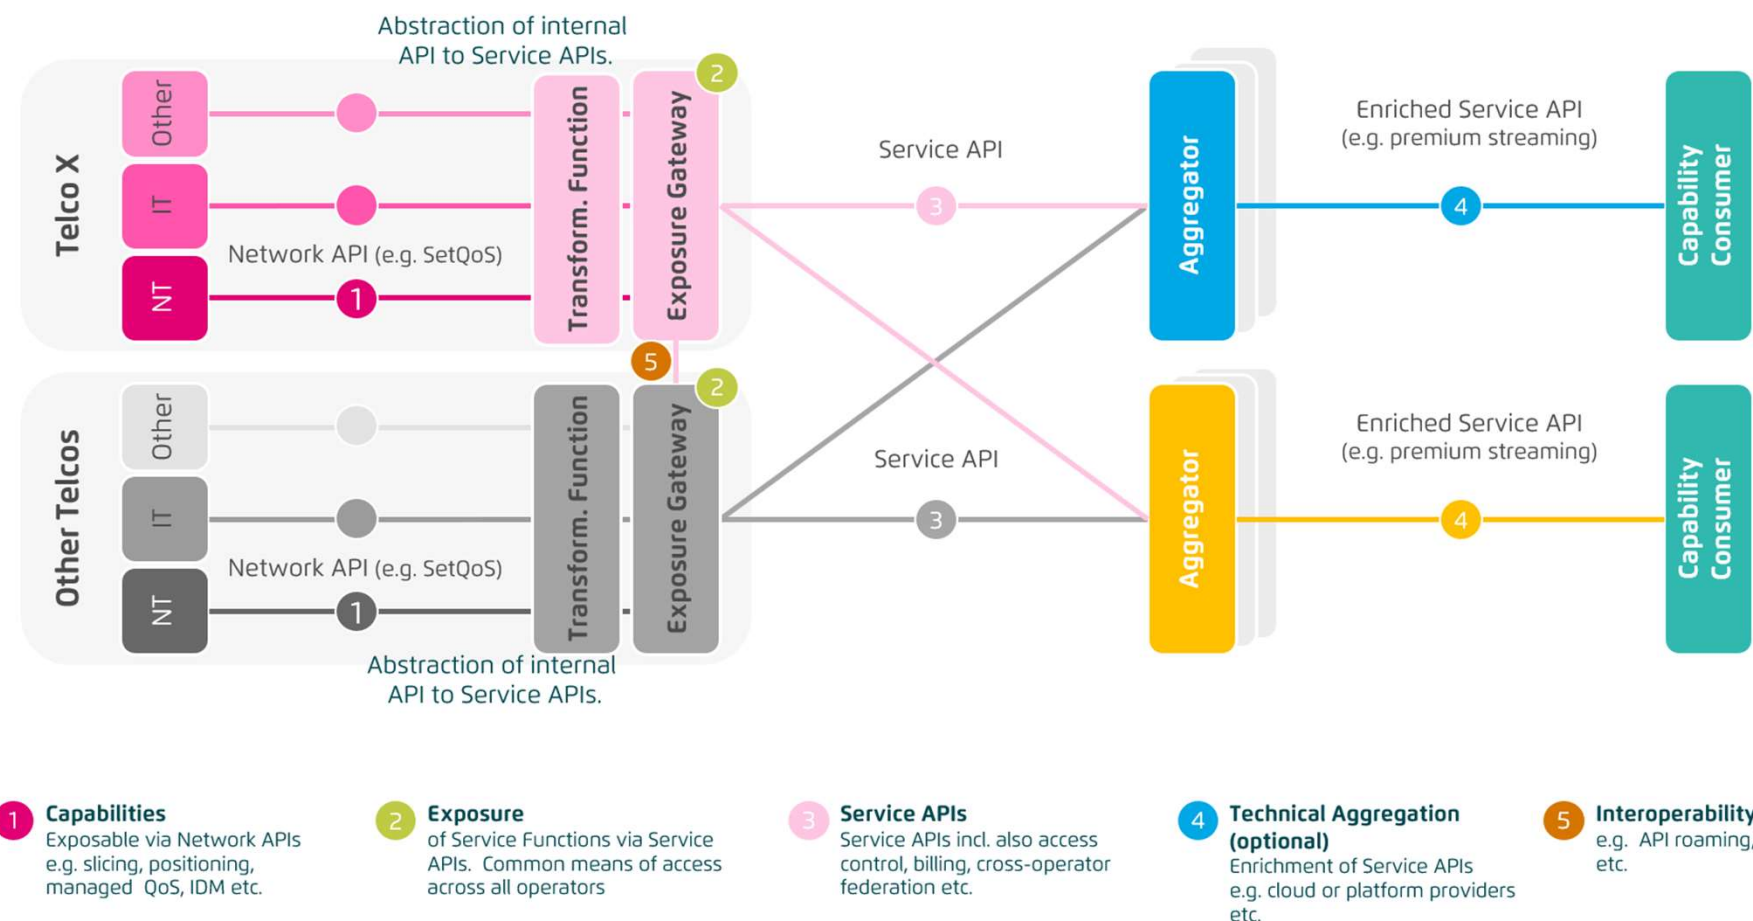 Abstraction of internal
API to Service APIs.
Telco X
Other
IT
NT
Network API (e.g. SetQoS)
1
Transform. Function
Exposure Gateway
2
Service API
3
Aggregator
Enriched Service API
(e.g. premium streaming)
4
Capability
Consumer
5
Other Telcos
Other
IT
NT
Network API (e.g. SetQoS)
1
Transform. Function
Exposure Gateway
2
Service API
3
Aggregator
Enriched Service API
(e.g. premium streaming)
4
Capability
Consumer
Abstraction of internal
API to Service APIs.
1
Capabilities
Exposable via Network APIs
e.g. slicing, positioning,
managed QoS, IDM etc.
2
Exposure
of Service Functions via Service
APIs. Common means of access
across all operators
3
Service APIs
Service APIs incl. also access
control, billing, cross-operator
federation etc.
4
Technical Aggregation
(optional)
Enrichment of Service APIs
e.g. cloud or platform providers
etc.
5
Interoperability
e.g. API roaming,
etc.